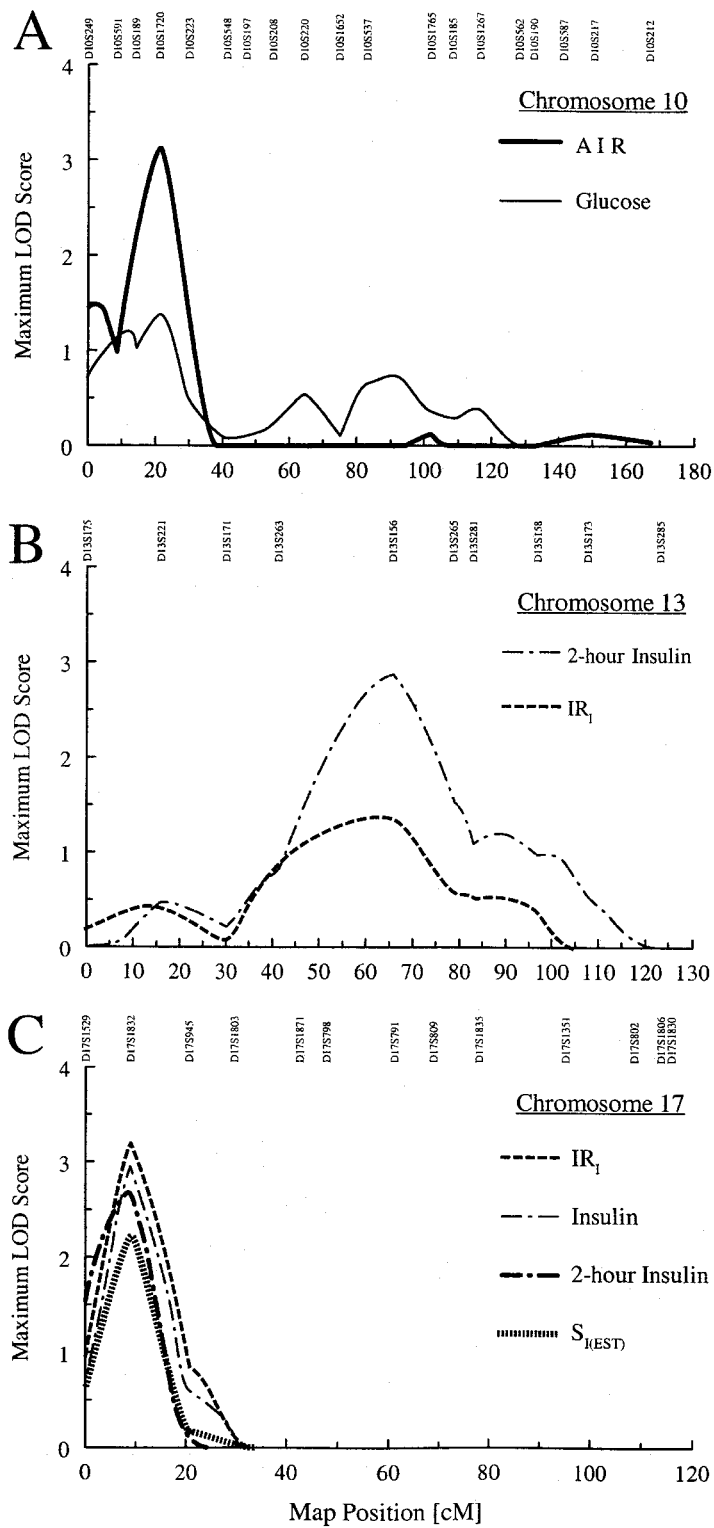 A
D10S249 D10S591 D10S189 D10S1720 D10S223 D10S548 D10S197 D10S208 D10S220 D10S1652 D10S537 D10S1765 D10S185 D10S1267 D10S562 D10S190 D10S587 D10S217 D10S212
4
3
2
1
0
Maximum LOD Score
Chromosome 10
A I R
Glucose
0 20 40 60 80 100 120 140 160 180
B
D13S175 D13S221 D13S171 D13S263 D13S156 D13S265 D13S281 D13S158 D13S173 D13S285
4
3
2
1
0
Maximum LOD Score
Chromosome 13
2-hour Insulin
IR_I
0 10 20 30 40 50 60 70 80 90 100 110 120 130
C
D17S1529 D17S1832 D17S945 D17S1803 D17S1871 D17S798 D17S791 D17S809 D17S1835 D17S1351 D17S802 D17S1806 D17S1830
4
3
2
1
0
Maximum LOD Score
Chromosome 17
IR_I
Insulin
2-hour Insulin
S_I(EST)
0 20 40 60 80 100 120
Map Position [cM]